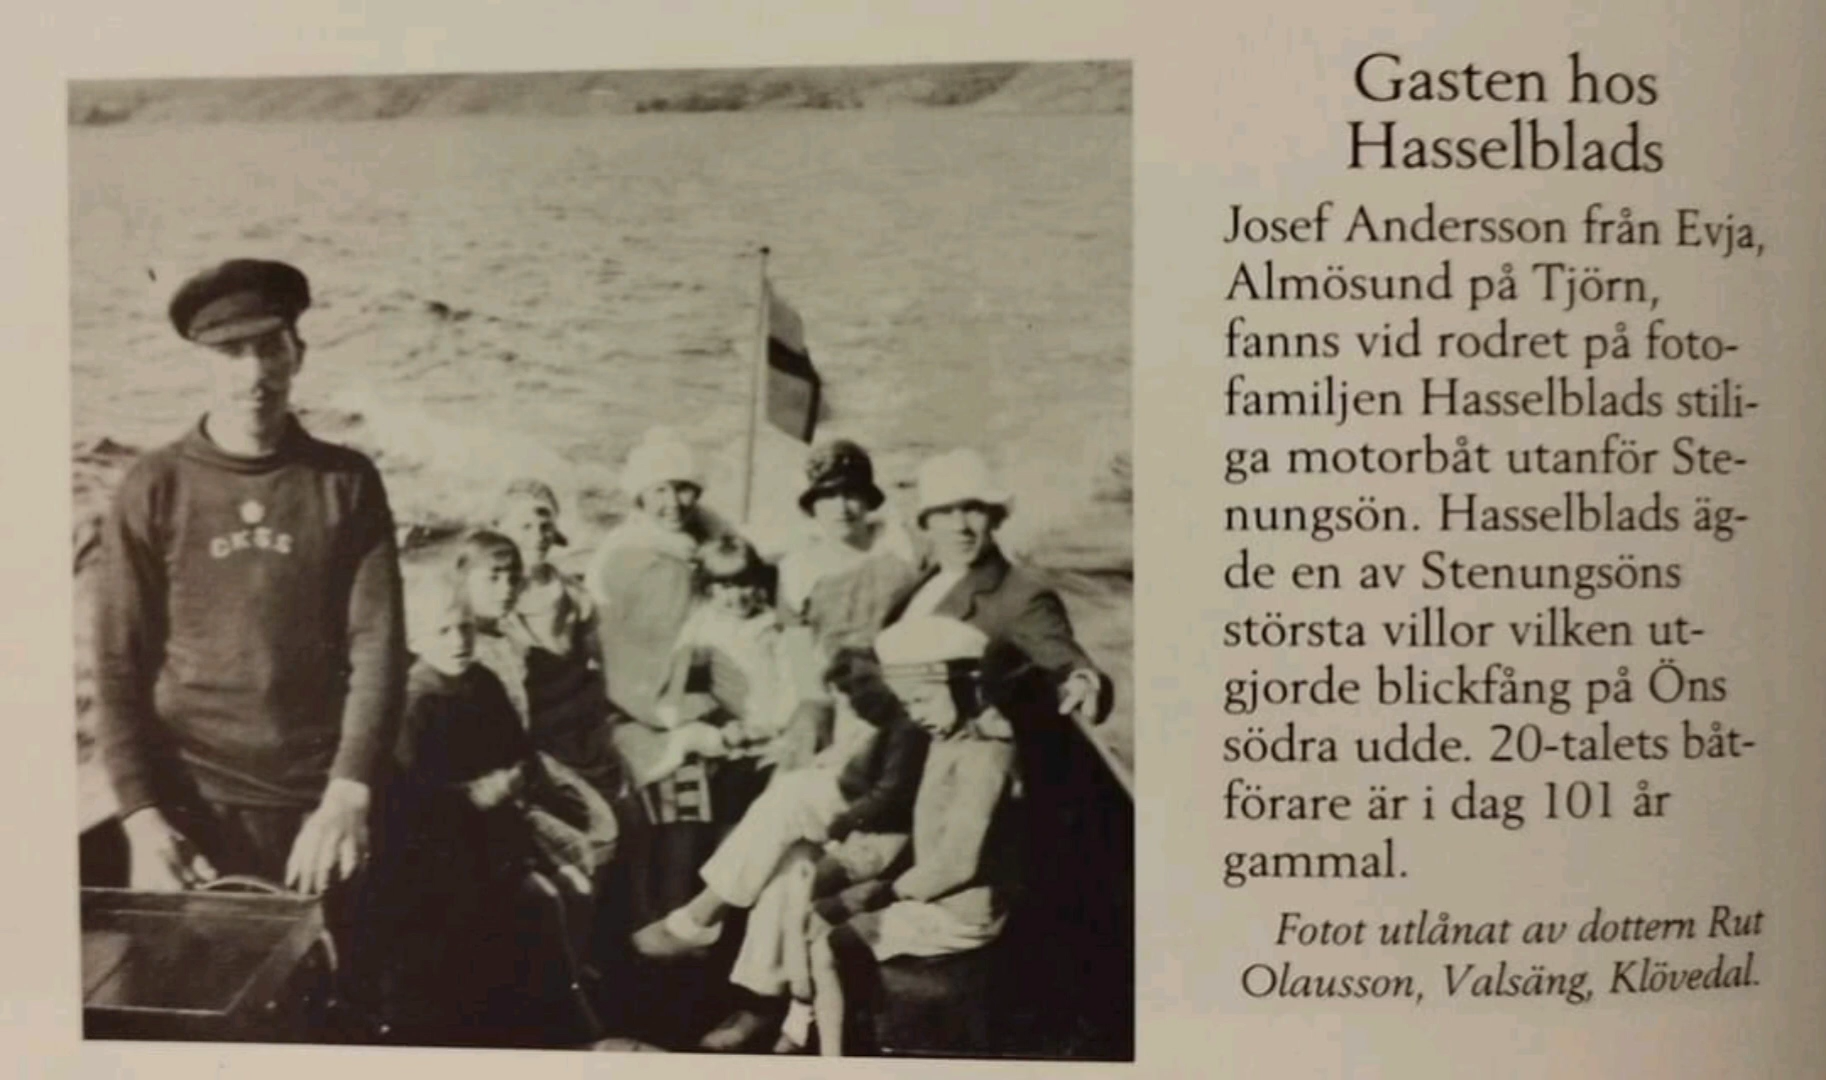 GKSS
Gasten hos
Hasselblads
Josef Andersson från Evja,
Almösund på Tjörn,
fanns vid rodret på foto-
familjen Hasselblads stili-
ga motorbåt utanför Ste-
nungsön. Hasselblads äg-
de en av Stenungsöns
största villor vilken ut-
gjorde blickfång på Öns
södra udde. 20-talets båt-
förare är i dag 101 år
gammal.
Fotot utlånat av dottern Rut
Olausson, Valsäng, Klövedal.